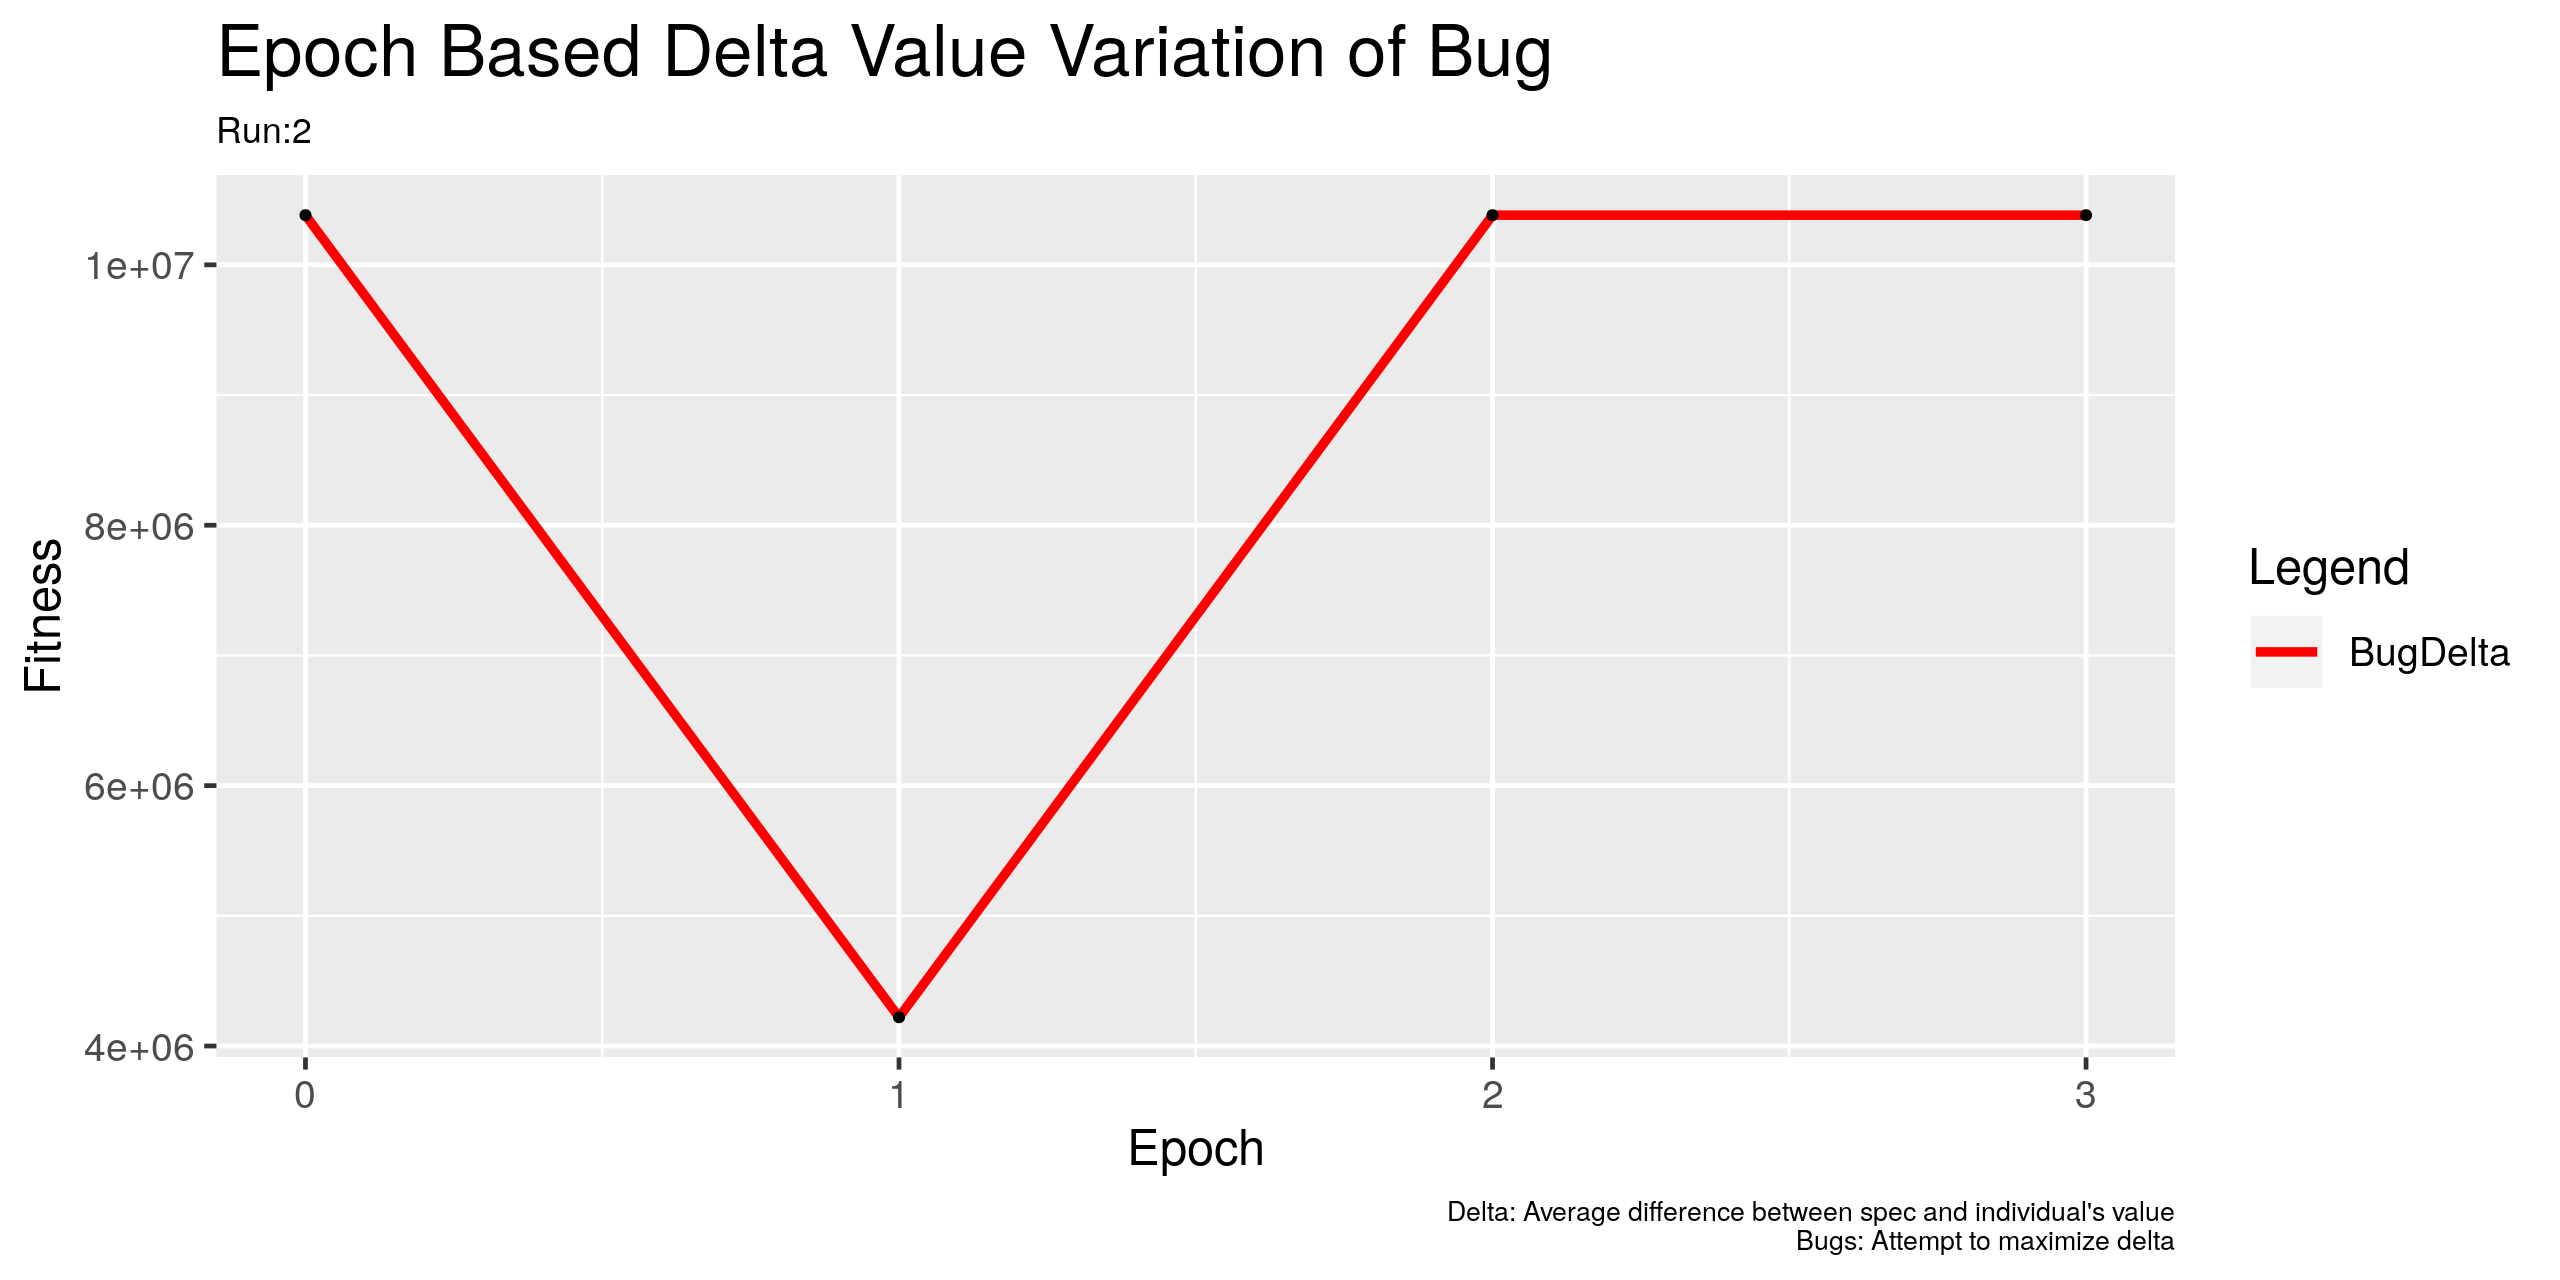 Epoch Based Delta Value Variation of Bug
Run:2
1e+07
8e+06
6e+06
4e+06
Fitness
0
1
2
3
Epoch
Legend
BugDelta
Delta: Average difference between spec and individual's value
Bugs: Attempt to maximize delta